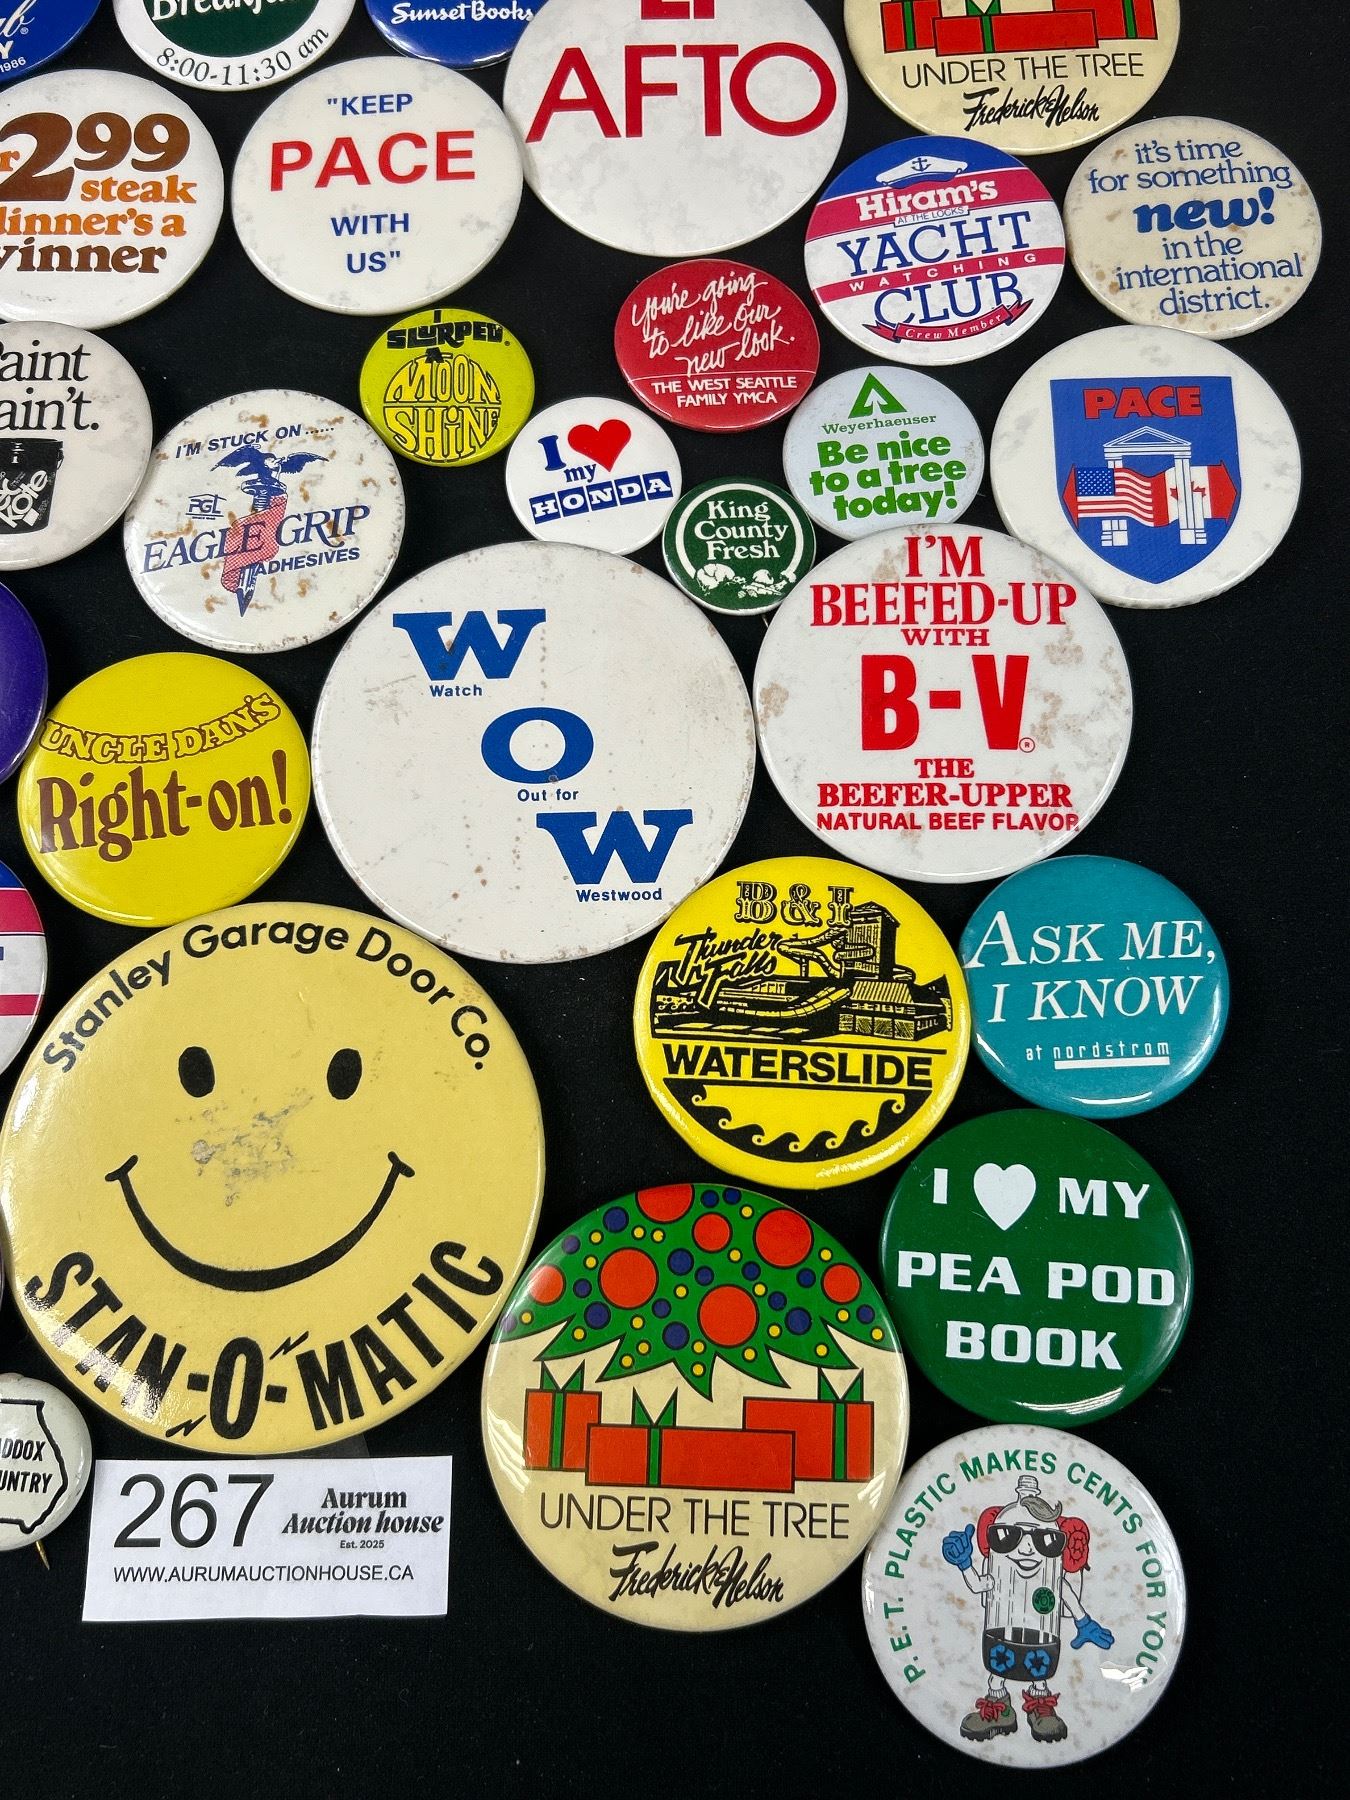 Y
1986
8:00-11:30 am
Sunset Books
AFTO
UNDER THE TREE
Frederick & Nelson
299
steak
winner
"KEEP
PACE
WITH
US"
Hiram's
AT THE LOCKS
YACHT
WATCHING
CLUB
Crew Member
it's time
for something
new!
in the
international
district.
I
SLURPED
A
MOON
SHINE
You're going
to like our
new look.
THE WEST SEATTLE
FAMILY YMCA
ain't.
Kote
I'M STUCK ON......
PGL
EAGLE GRIP
ADHESIVES
I my
HONDA
Weyerhaeuser
Be nice
to a tree
today!
PACE
King
County
Fresh
W
Watch
O
Out for
W
Westwood
I'M
BEEFED-UP
WITH
B-V®
THE
BEEFER-UPPER
NATURAL BEEF FLAVOR
UNCLE DAN'S
Right-on!
B & I
Thunder
Falls
WATERSLIDE
ASK ME,
I KNOW
at nordstrom
Stanley Garage Door Co.
STAN-O-MATIC
I MY
PEA POD
BOOK
UNDER THE TREE
Frederick & Nelson
P.E.T. PLASTIC MAKES CENTS FOR YOU
267
Aurum
Auction house
Est. 2025
WWW.AURUMAUCTIONHOUSE.CA